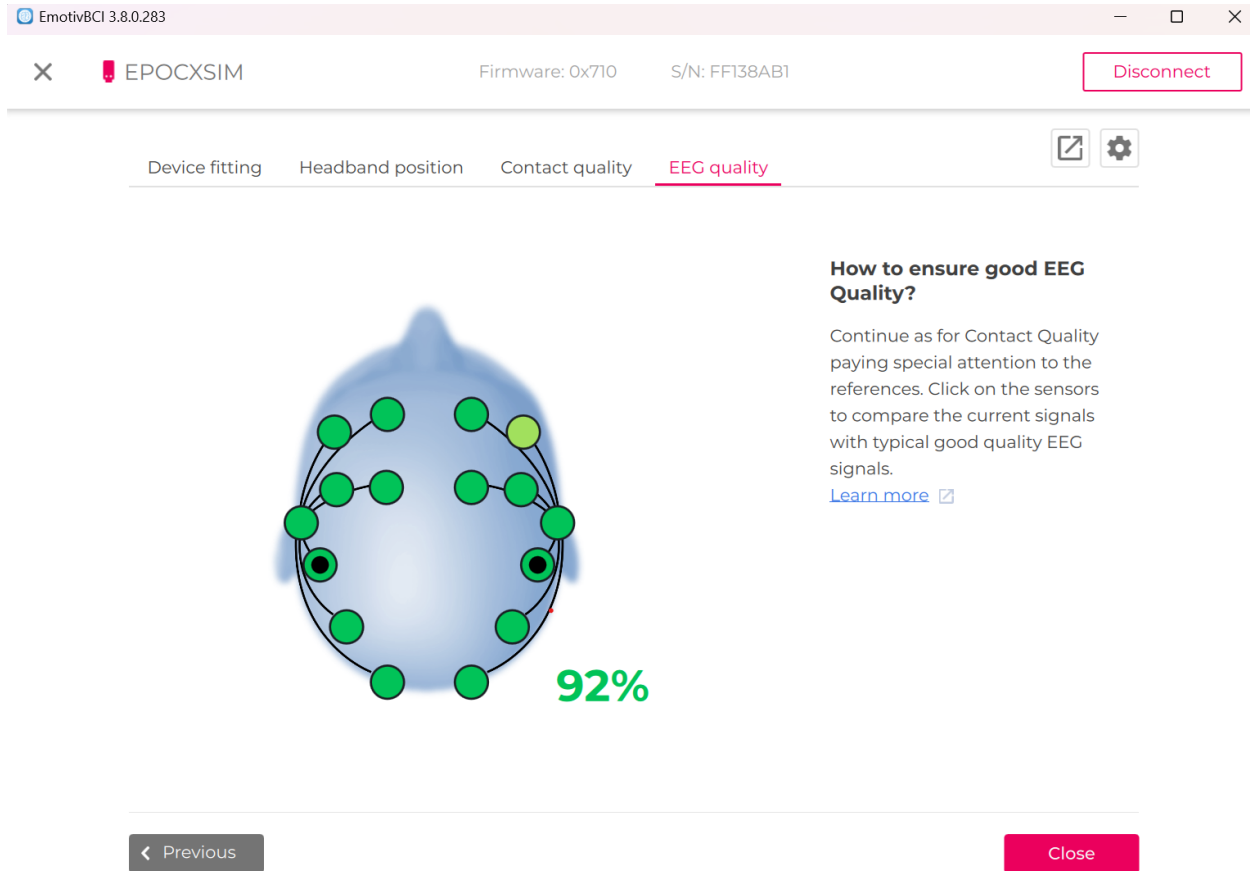 EmotivBCI 3.8.0.283
EPOCXSIM
Firmware: 0x710
S/N: FF138AB1
Disconnect
Device fitting
Headband position
Contact quality
EEG quality
How to ensure good EEG
Quality?
Continue as for Contact Quality
paying special attention to the
references. Click on the sensors
to compare the current signals
with typical good quality EEG
signals.
Learn more
92%
Previous
Close